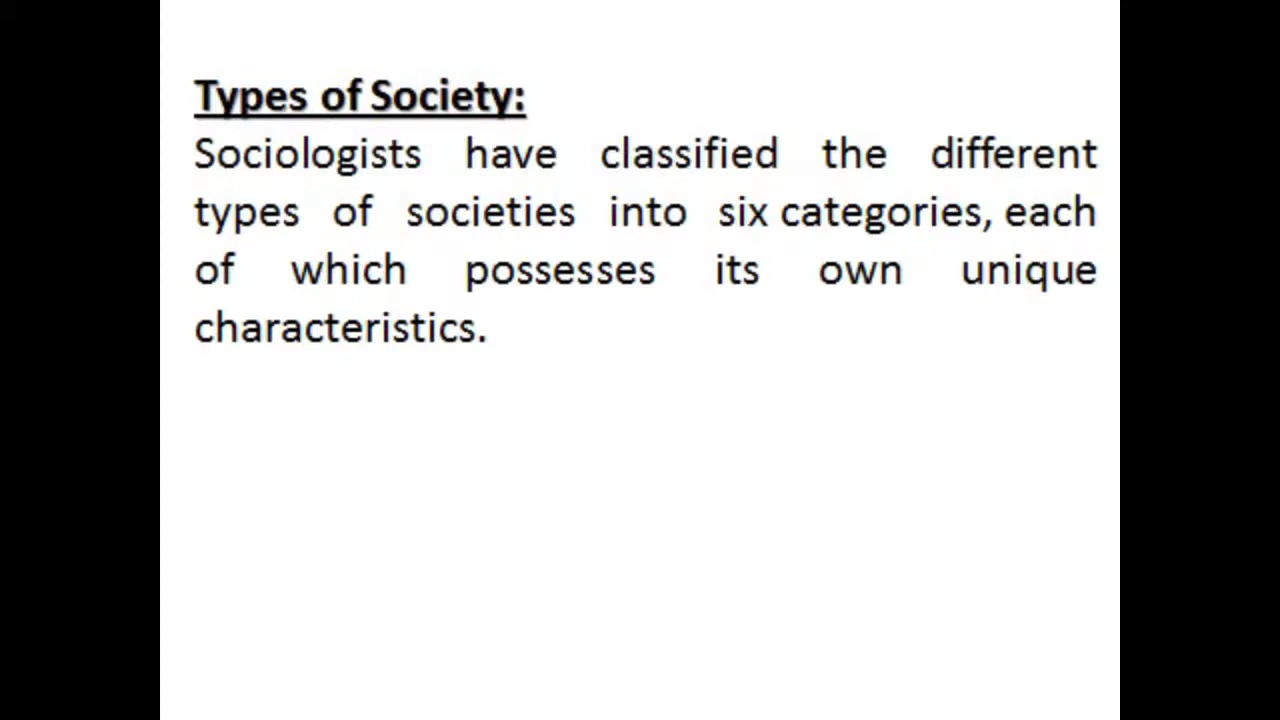 Types of Society:
Sociologists have classified the different
types of societies into six categories, each
of which possesses its own unique
characteristics.